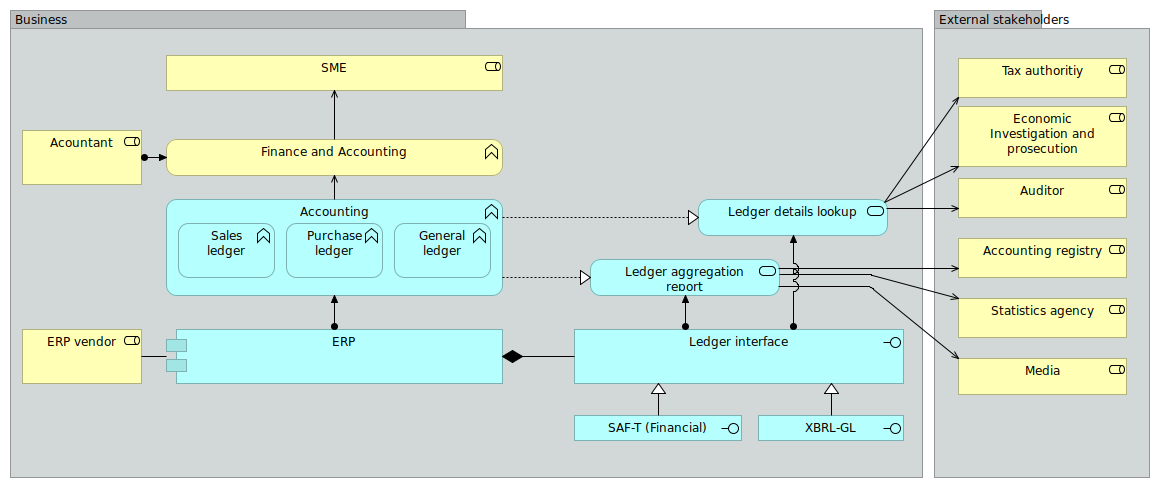 Business
External stakeholders
SME
Tax authoritiy
Acountant
Finance and Accounting
Economic
Investigation and
prosecution
Accounting
Sales
ledger
Purchase
ledger
General
ledger
Ledger details lookup
Auditor
Ledger aggregation
report
Accounting registry
Statistics agency
ERP vendor
ERP
Ledger interface
Media
SAF-T (Financial)
XBRL-GL